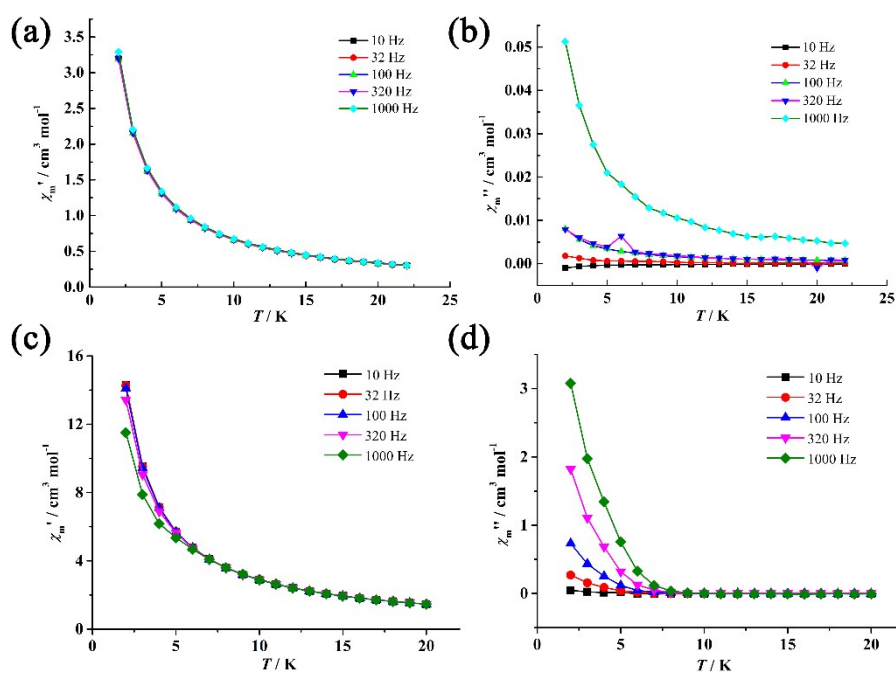 (a)
3.5
3.0
2.5
2.0
1.5
1.0
0.5
0.0
χm' / cm³ mol⁻¹
0 5 10 15 20 25
T / K
10 Hz
32 Hz
100 Hz
320 Hz
1000 Hz
(b)
0.05
0.04
0.03
0.02
0.01
0.00
χm'' / cm³ mol⁻¹
0 5 10 15 20 25
T / K
10 Hz
32 Hz
100 Hz
320 Hz
1000 Hz
(c)
16
12
8
4
0
χm' / cm³ mol⁻¹
0 5 10 15 20
T / K
10 Hz
32 Hz
100 Hz
320 Hz
1000 Hz
(d)
3
2
1
0
χm'' / cm³ mol⁻¹
0 5 10 15 20
T / K
10 Hz
32 Hz
100 Hz
320 Hz
1000 Hz